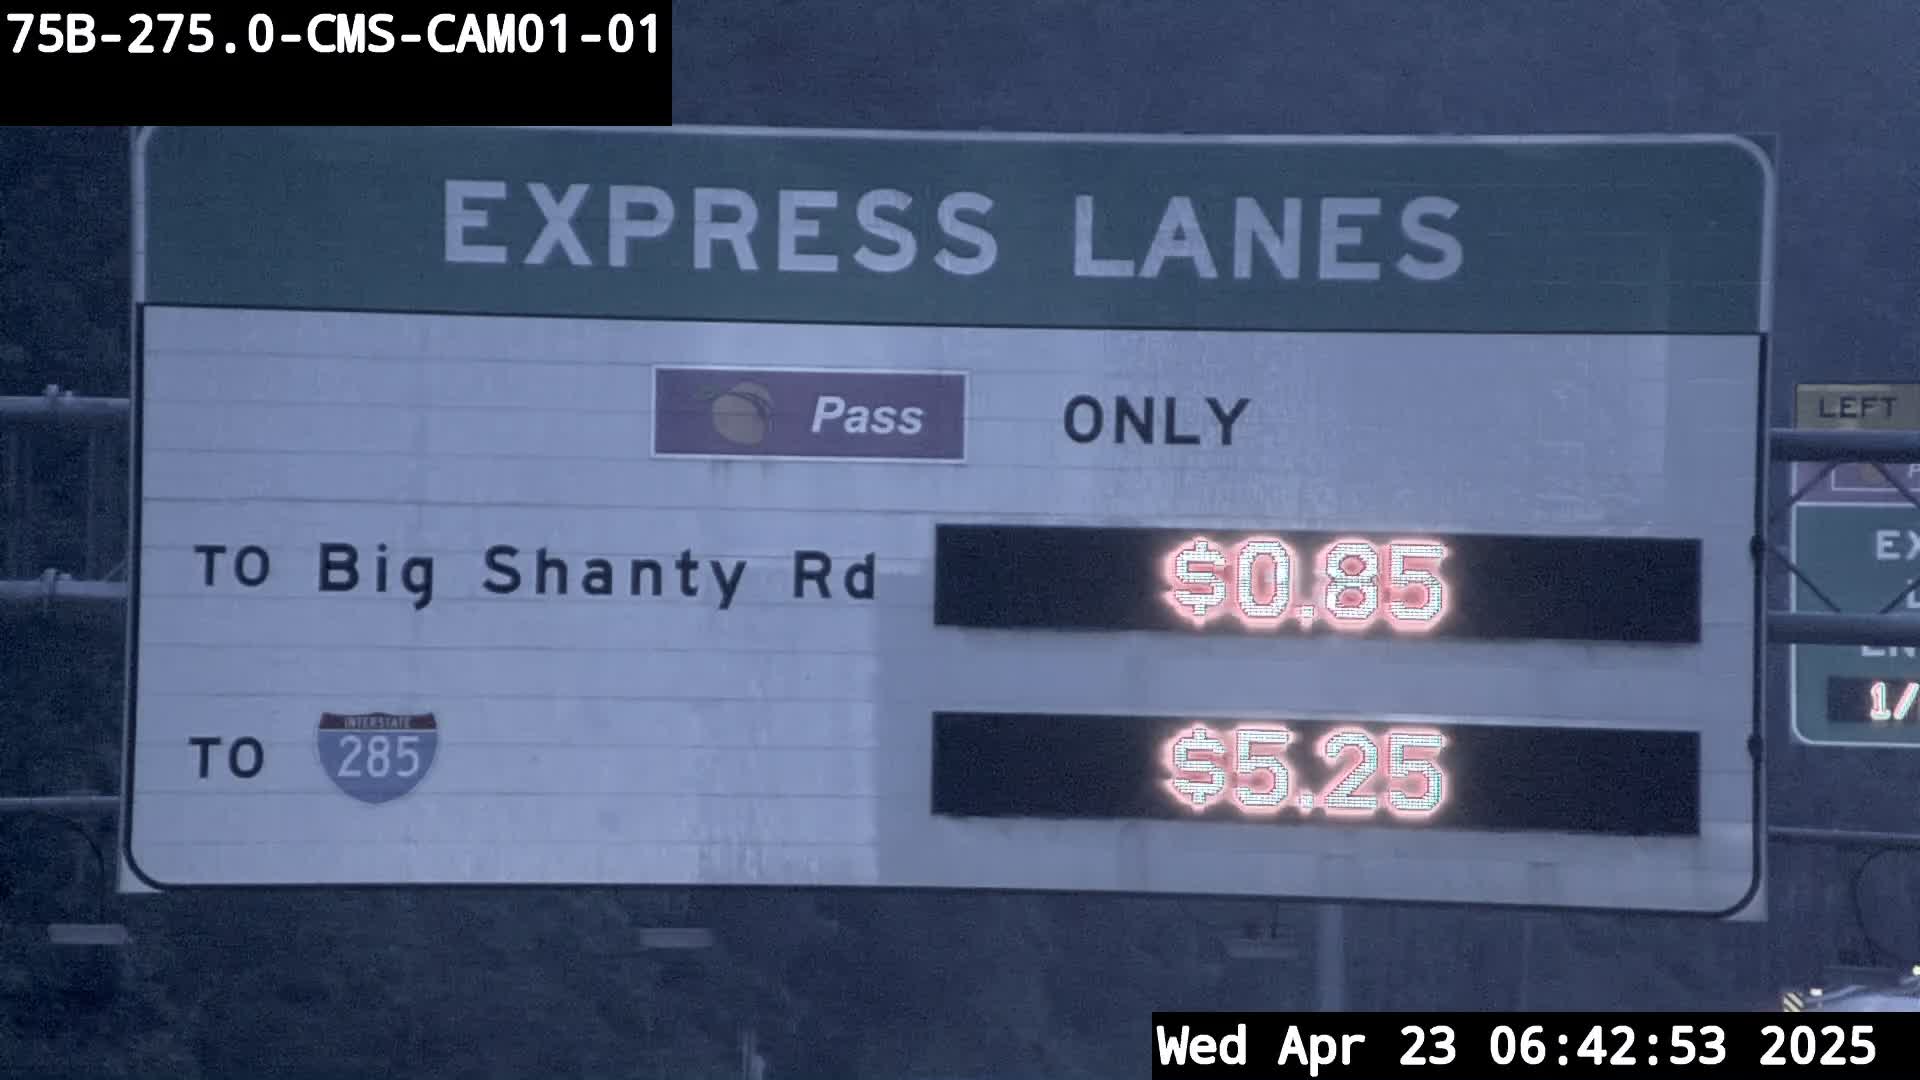 75B-275.0-CMS-CAM01-01
EXPRESS LANES
Pass ONLY
TO Big Shanty Rd $0.85
TO INTERSTATE 285 $5.25
LEFT
1/
Wed Apr 23 06:42:53 2025